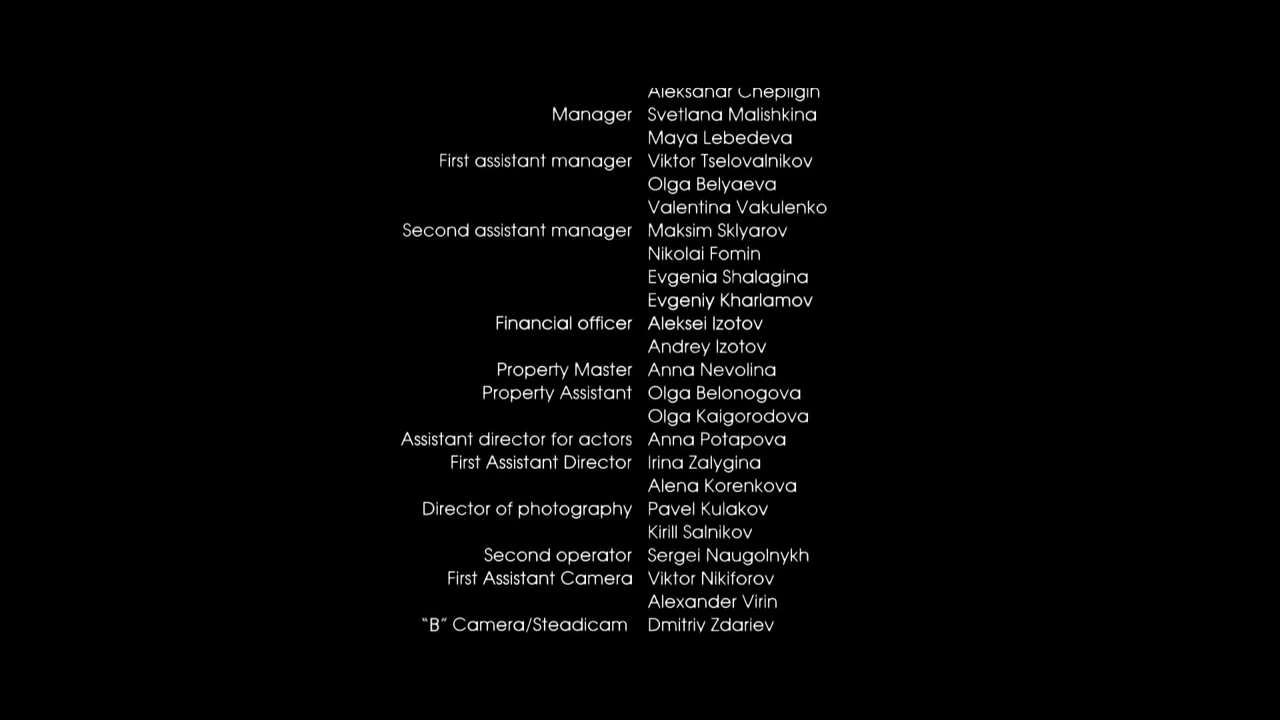 Aleksandr Chepligin
Manager Svetlana Malishkina
Maya Lebedeva
First assistant manager Viktor Tselovalnikov
Olga Belyaeva
Valentina Vakulenko
Second assistant manager Maksim Sklyarov
Nikolai Fomin
Evgenia Shalagina
Evgeniy Kharlamov
Financial officer Aleksei Izotov
Andrey Izotov
Property Master Anna Nevolina
Property Assistant Olga Belonogova
Olga Kaigorodova
Assistant director for actors Anna Potapova
First Assistant Director Irina Zalygina
Alena Korenkova
Director of photography Pavel Kulakov
Kirill Salnikov
Second operator Sergei Naugolnykh
First Assistant Camera Viktor Nikiforov
Alexander Virin
“B” Camera/Steadicam Dmitriy Zdariev